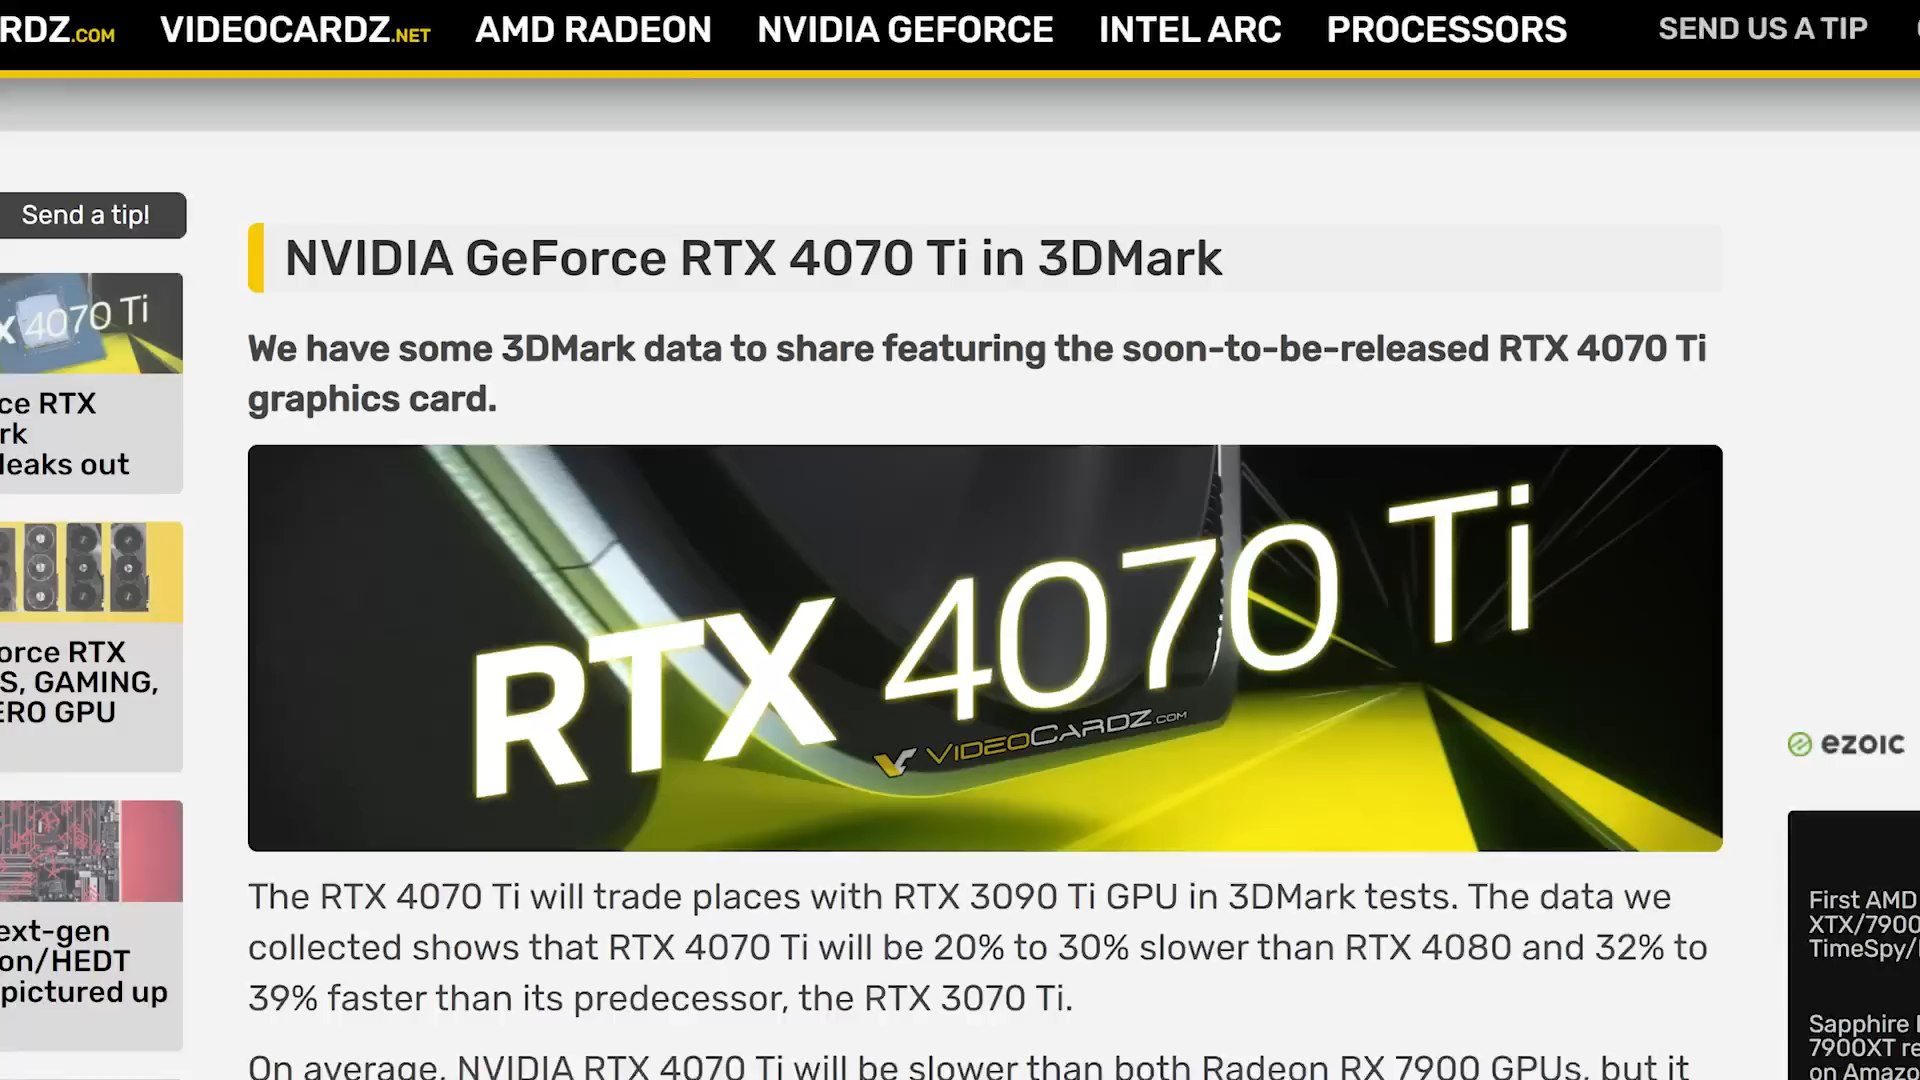 RDZ.COM VIDEOCARDZ.NET AMD RADEON NVIDIA GEFORCE INTEL ARC PROCESSORS SEND US A TIP
Send a tip!
X 4070 Ti
ce RTX
rk
leaks out
orce RTX
S, GAMING,
ERO GPU
ext-gen
on/HEDT
pictured up
NVIDIA GeForce RTX 4070 Ti in 3DMark
We have some 3DMark data to share featuring the soon-to-be-released RTX 4070 Ti
graphics card.
RTX 4070 Ti
VIDEOCARDZ.COM
The RTX 4070 Ti will trade places with RTX 3090 Ti GPU in 3DMark tests. The data we
collected shows that RTX 4070 Ti will be 20% to 30% slower than RTX 4080 and 32% to
39% faster than its predecessor, the RTX 3070 Ti.
On average, NVIDIA RTX 4070 Ti will be slower than both Radeon RX 7900 GPUs, but it
ezoic
First AMD
XTX/7900
TimeSpy/
Sapphire
7900XT re
on Amazo